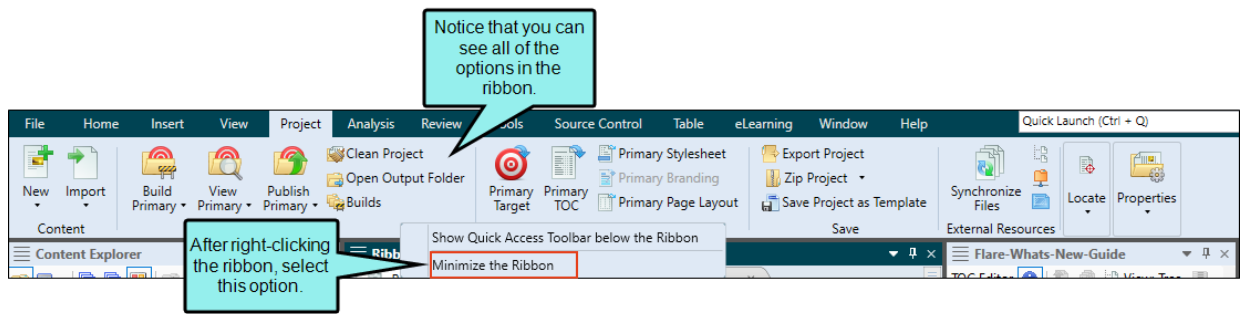 Notice that you can
see all of the
options in the
ribbon.
File Home Insert View Project Analysis Review Tools Source Control Table eLearning Window Help Quick Launch (Ctrl + Q)
Clean Project Primary Stylesheet Export Project
Open Output Folder Primary Branding Zip Project
New Import Build View Publish Primary Primary Synchronize Locate Properties
Primary Primary Primary Builds Target TOC Primary Page Layout Save Project as Template Files
Content Save External Resources
After right-clicking
the ribbon, select
this option.
Show Quick Access Toolbar below the Ribbon
Content Explorer Flare-Whats-New-Guide
Minimize the Ribbon